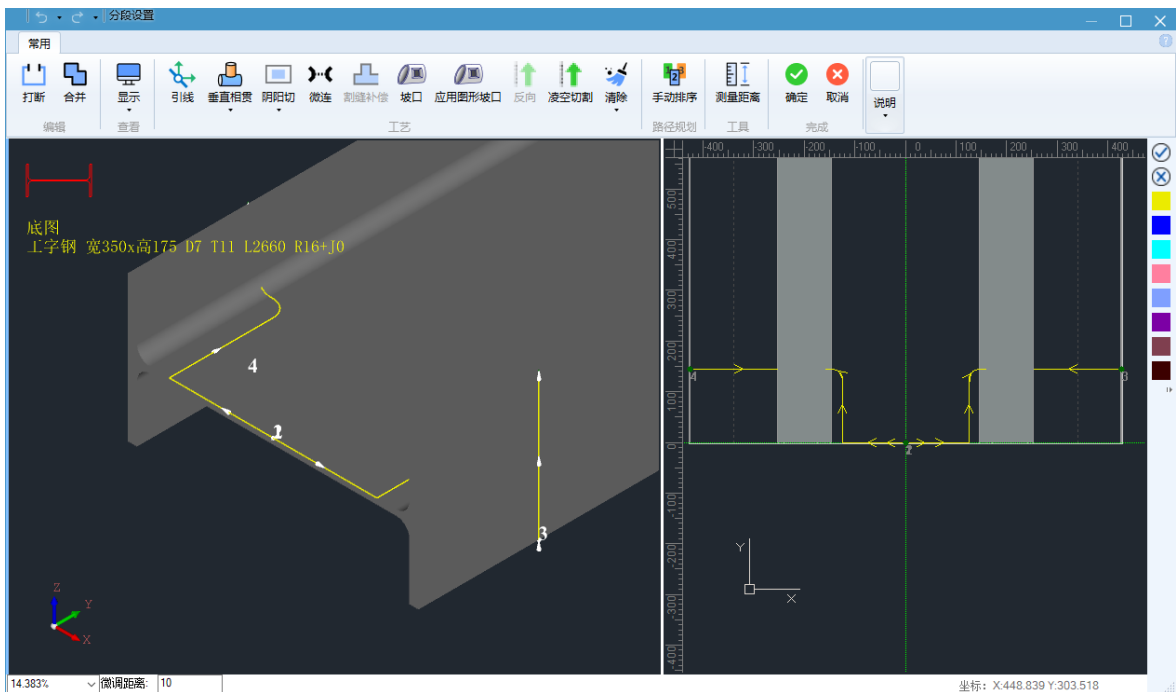 分段设置
常用
打断 合并 显示 引线 垂直相贯 阴阳切 微连 割缝补偿 坡口 应用图形坡口 反向 凌空切割 清除 手动排序 测量距离 确定 取消 说明
编辑 查看 工艺 路径规划 工具 完成
底图
工字钢 宽350x高175 D7 T11 L2660 R16+J0
4
3
Z
Y
X
-400 -300 -200 -100 0 100 200 300 400
500
400
300
200
100
0
-100
-200
-300
-400
4
3
Y
X
14.383% 微调距离: 10
坐标: X:448.839 Y:303.518